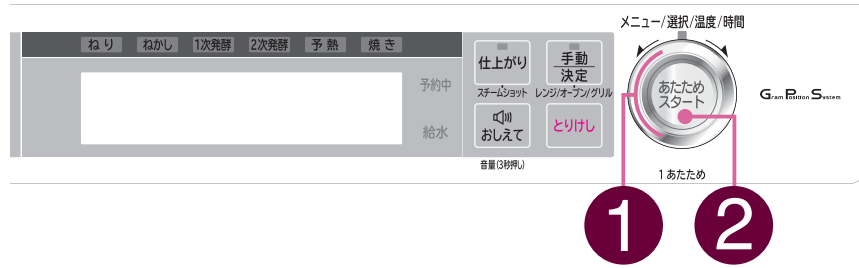 メニュー/選択/温度/時間
ねり ねかし 1次発酵 2次発酵 予熱 焼き
仕上がり
手動
決定
あたため
スタート
予約中
スチームショット レンジ/オーブン/グリル
Gram Position System
給水
おしえて
とりけし
音量(3秒押し)
1あたため
1 2